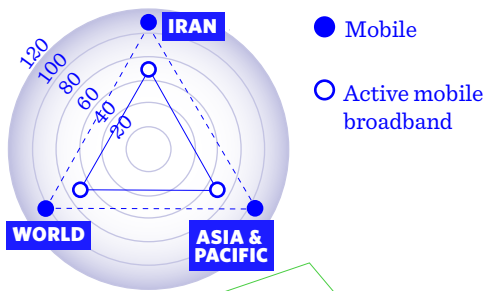 IRAN
Mobile
120
100
80
60
40
20
Active mobile
broadband
WORLD
ASIA &
PACIFIC